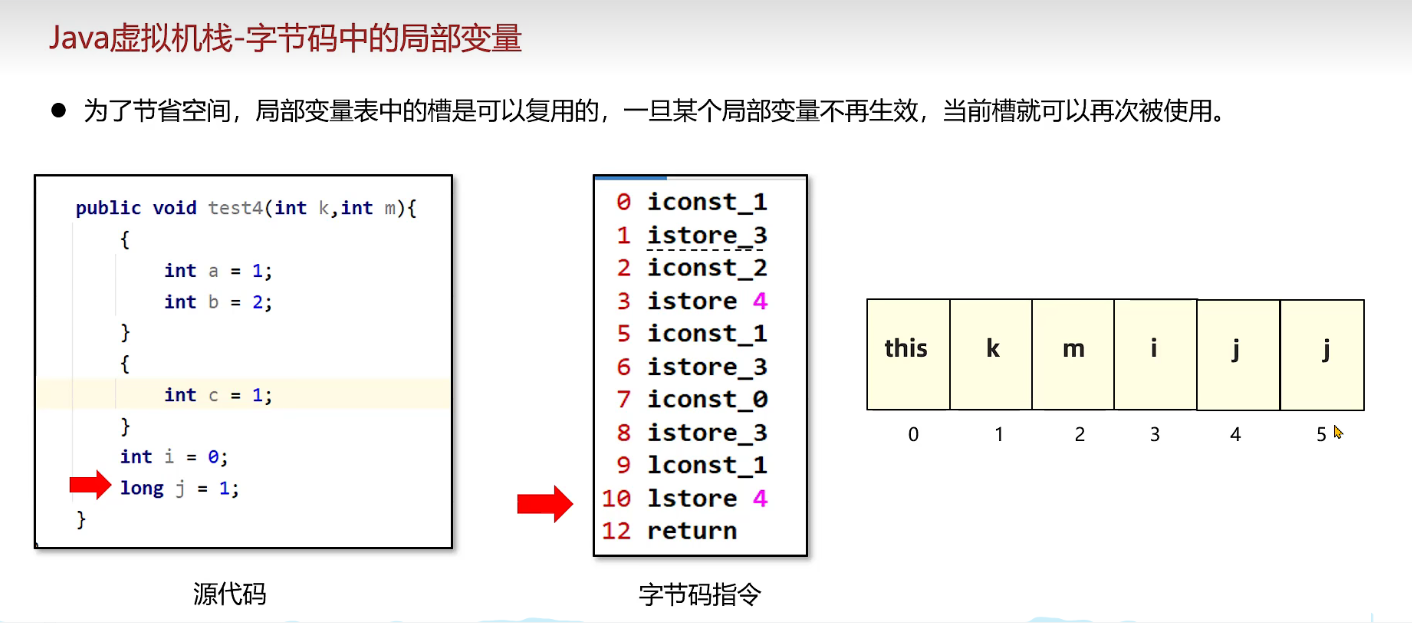 Java虚拟机栈-字节码中的局部变量
● 为了节省空间，局部变量表中的槽是可以复用的，一旦某个局部变量不再生效，当前槽就可以再次被使用。
public void test4(int k,int m){
{
int a = 1;
int b = 2;
}
{
int c = 1;
}
int i = 0;
long j = 1;
}
源代码
0 iconst_1
1 istore_3
2 iconst_2
3 istore 4
5 iconst_1
6 istore_3
7 iconst_0
8 istore_3
9 lconst_1
10 lstore 4
12 return
字节码指令
this k m i j j
0 1 2 3 4 5